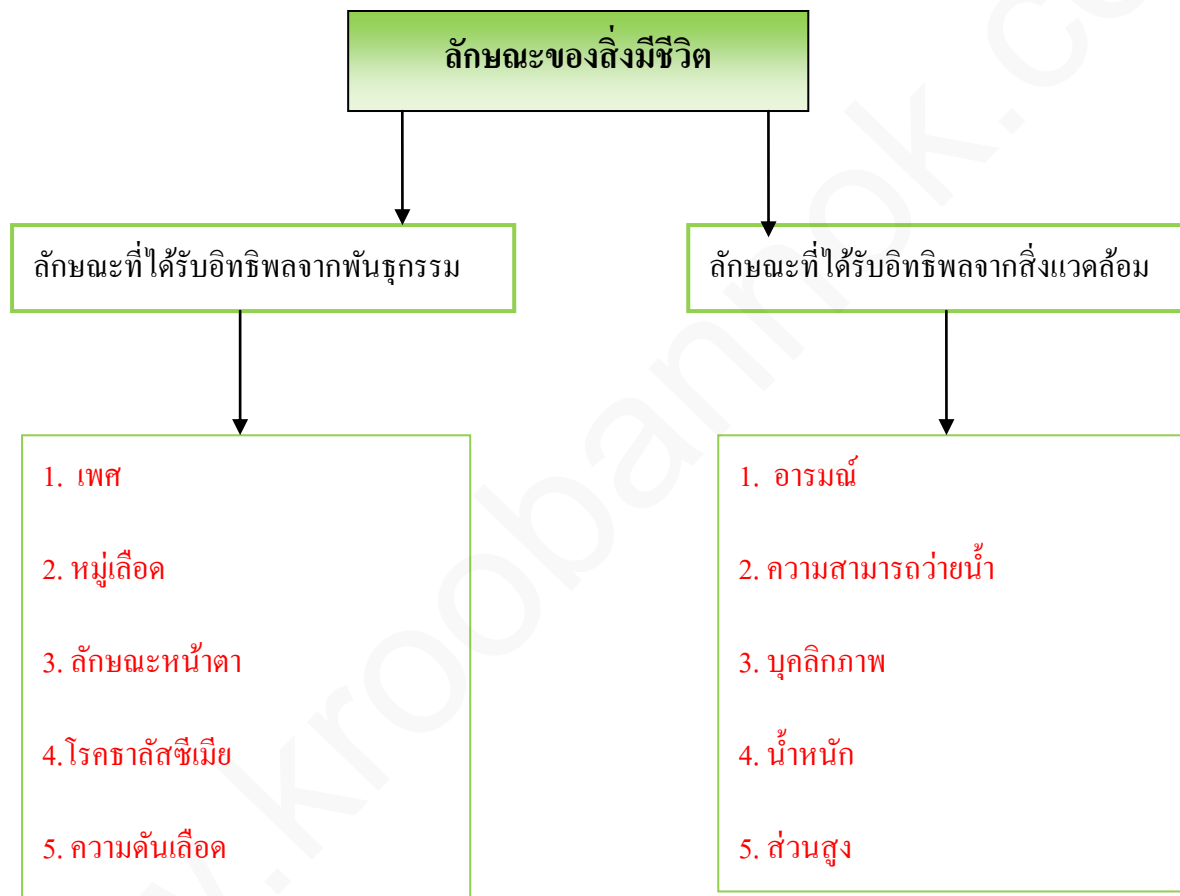 ลักษณะของสิ่งมีชีวิต
ลักษณะที่ได้รับอิทธิพลจากพันธุกรรม
ลักษณะที่ได้รับอิทธิพลจากสิ่งแวดล้อม
1. เพศ
2. หมู่เลือด
3. ลักษณะหน้าตา
4.โรคธาลัสซีเมีย
5. ความดันเลือด
1. อารมณ์
2. ความสามารถว่ายน้ำ
3. บุคลิกภาพ
4. น้ำหนัก
5. ส่วนสูง
.kroobannok.co